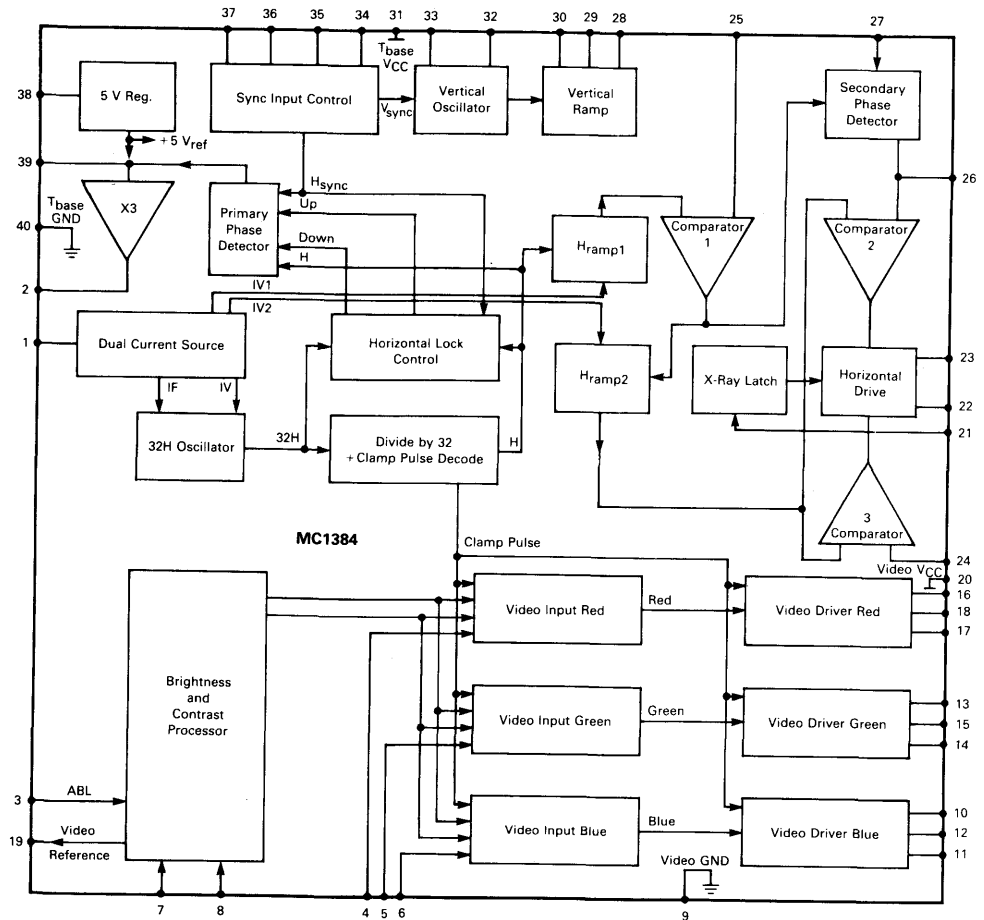 37 36 35 34 31 33 32 30 29 28 25 27
Tbase
VCC
38
5 V Reg.
Sync Input Control
Vsync
Vertical
Oscillator
Vertical
Ramp
Secondary
Phase
Detector
+5 Vref
39
26
X3
Tbase
GND
40
Primary
Phase
Detector
Hsync
Up
Down
H
Hramp1
Comparator
1
Comparator
2
2
IV1
IV2
1
Dual Current Source
Horizontal Lock
Control
Hramp2
X-Ray Latch
Horizontal
Drive
23
22
21
IF
IV
32H Oscillator
32H
Divide by 32
+ Clamp Pulse Decode
H
3
Comparator
MC1384
Clamp Pulse
24
Video VCC
20
Video Input Red
Red
Video Driver Red
16
18
17
Brightness
and
Contrast
Processor
Video Input Green
Green
Video Driver Green
13
15
14
3
ABL
19
Video
Reference
Video Input Blue
Blue
Video Driver Blue
10
12
11
Video GND
7 8 4 5 6 9